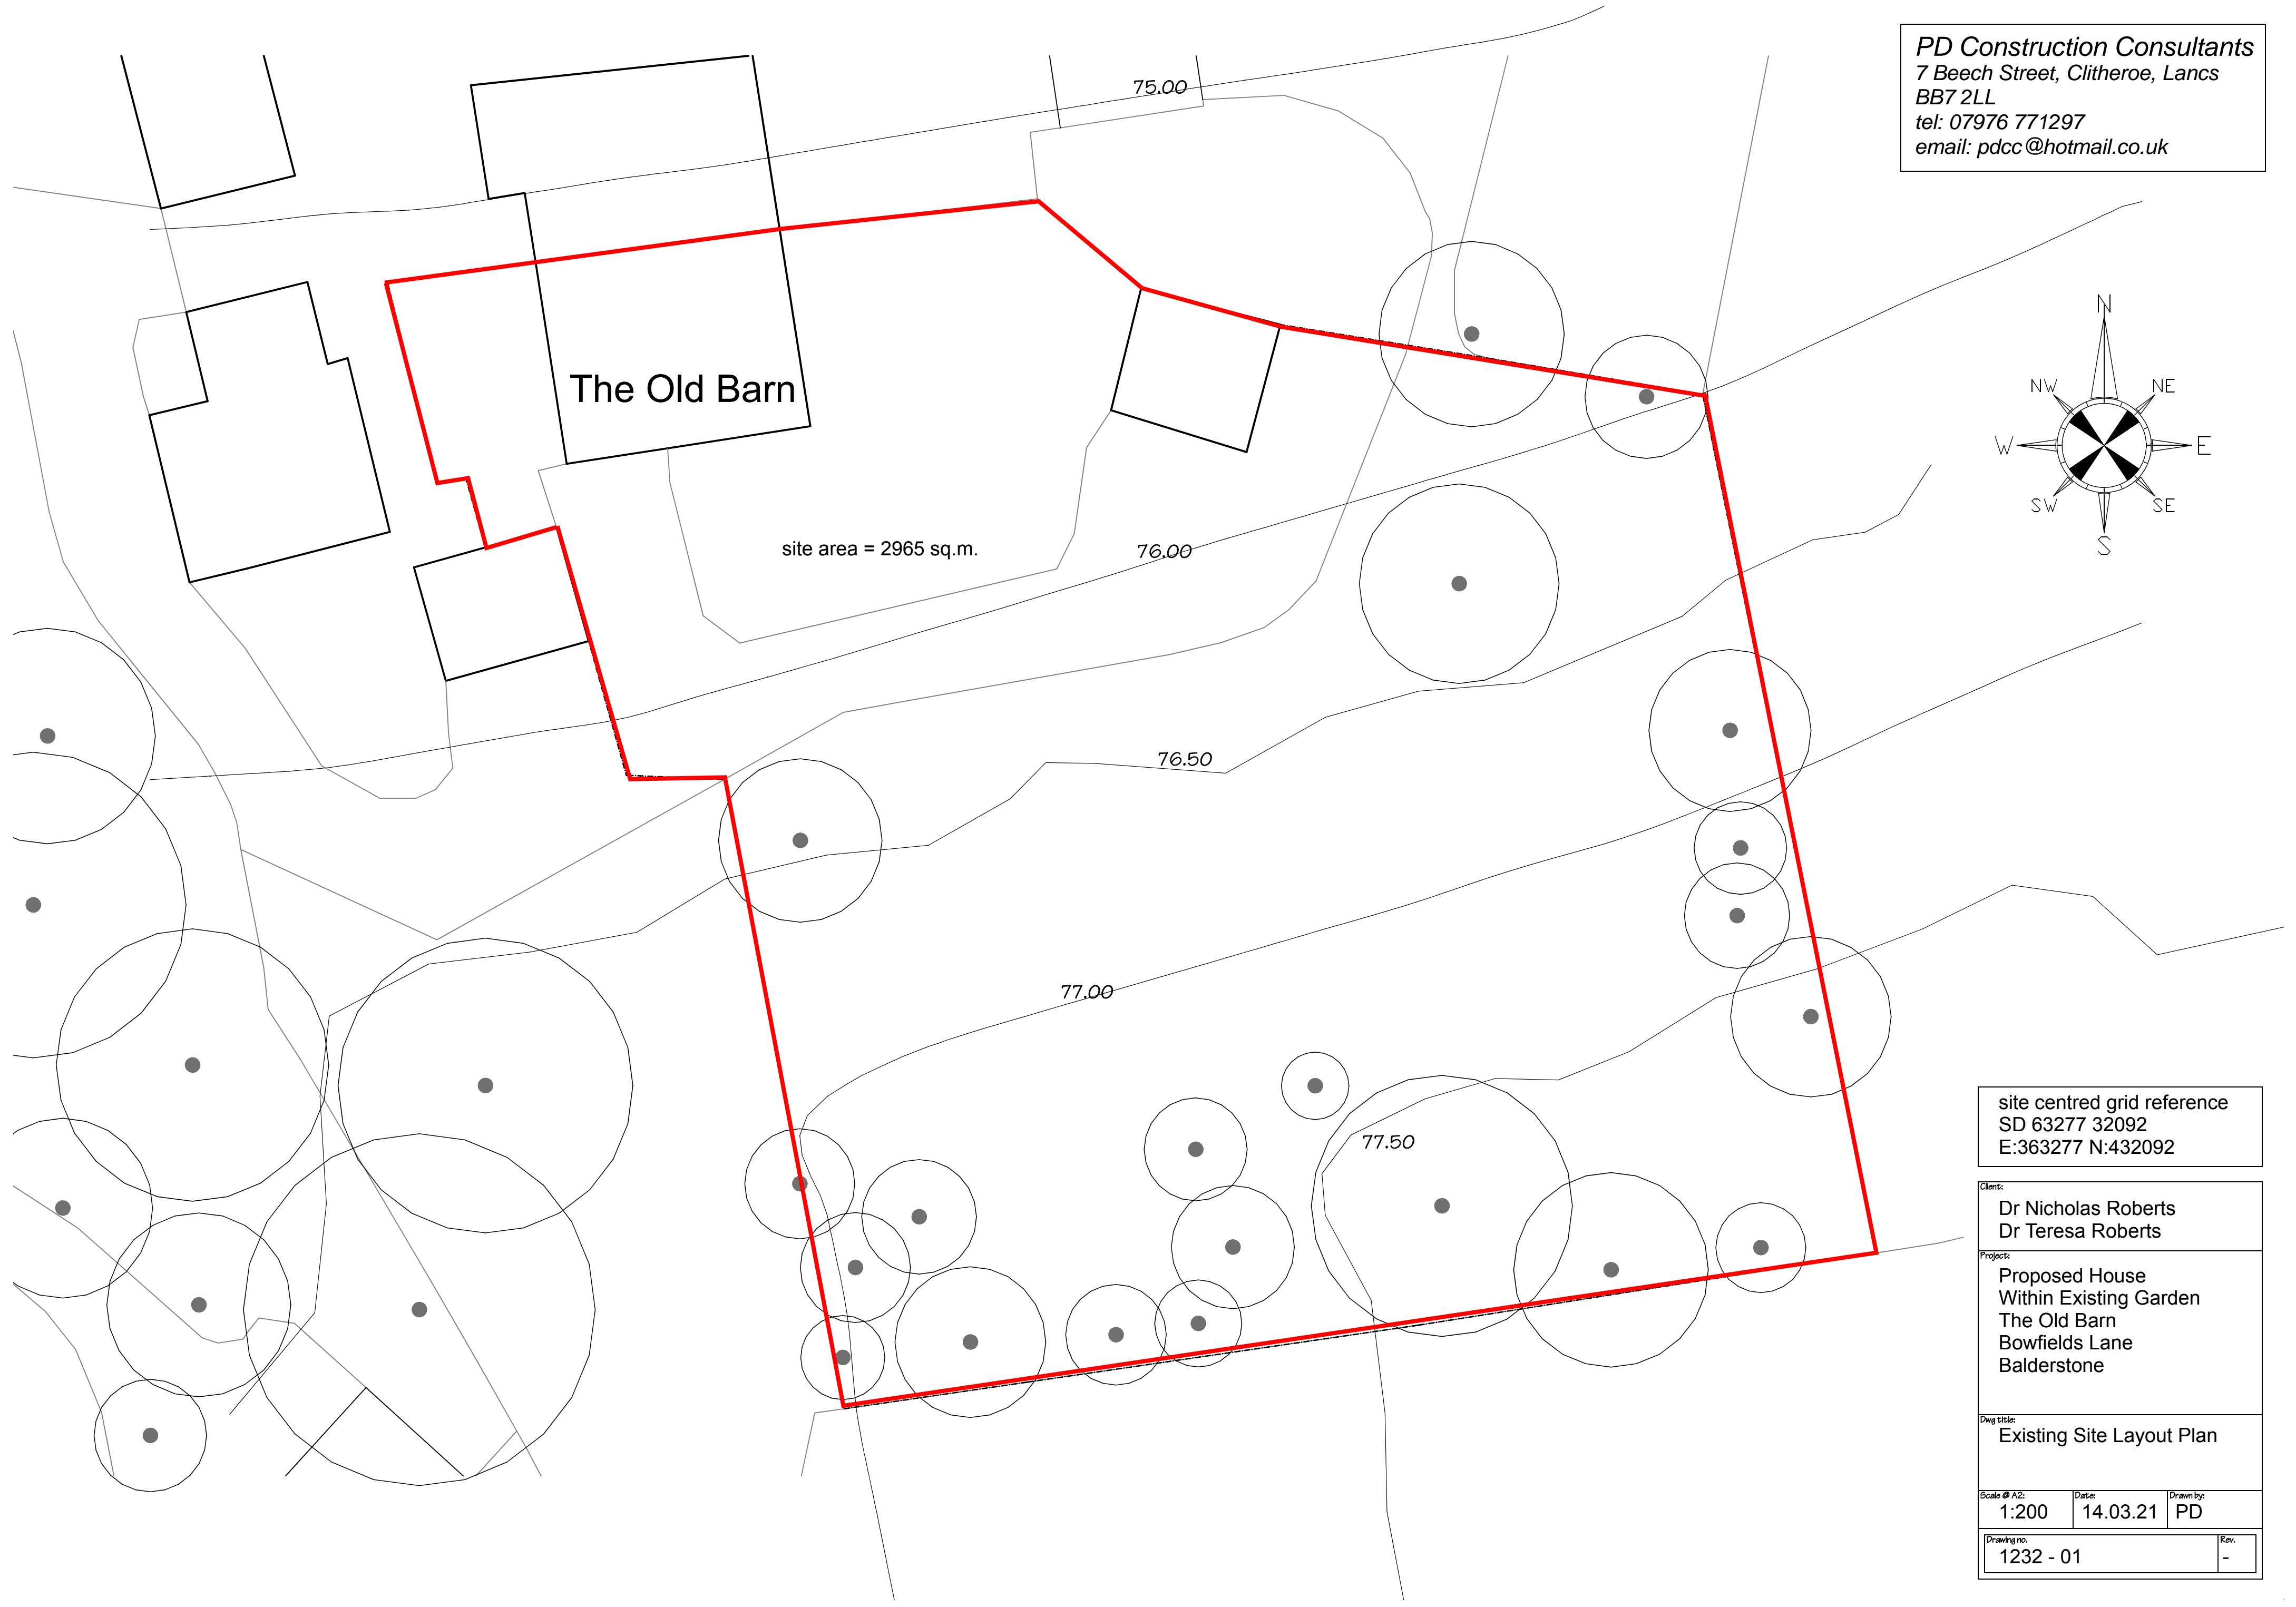 PD Construction Consultants
7 Beech Street, Clitheroe, Lancs
BB7 2LL
tel: 07976 771297
email: pdcc@hotmail.co.uk
75.00
N
NW
NE
W
E
SW
SE
S
The Old Barn
site area = 2965 sq.m.
76.00
76.50
77.00
77.50
site centred grid reference
SD 63277 32092
E:363277 N:432092
Client:
Dr Nicholas Roberts
Dr Teresa Roberts
Project:
Proposed House
Within Existing Garden
The Old Barn
Bowfields Lane
Balderstone
Dwg title:
Existing Site Layout Plan
Scale @ A2:
1:200
Date:
14.03.21
Drawn by:
PD
Drawing no.
1232 - 01
Rev.
-